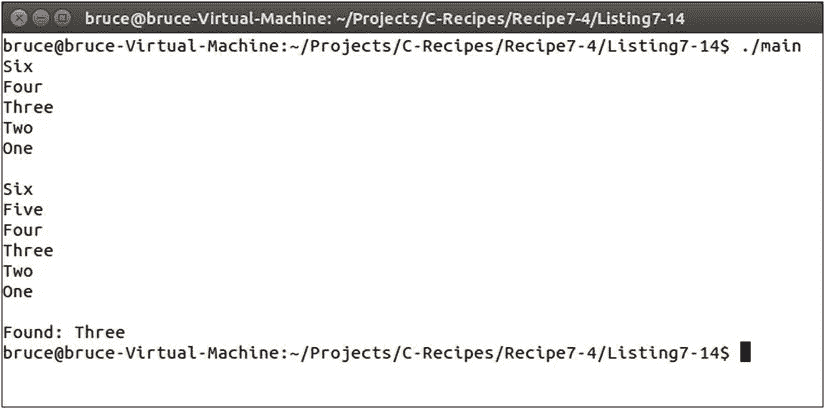 bruce@bruce-Virtual-Machine: ~/Projects/C-Recipes/Recipe7-4/Listing7-14
bruce@bruce-Virtual-Machine:~/Projects/C-Recipes/Recipe7-4/Listing7-14$ ./main
Six
Four
Three
Two
One

Six
Five
Four
Three
Two
One

Found: Three
bruce@bruce-Virtual-Machine:~/Projects/C-Recipes/Recipe7-4/Listing7-14$